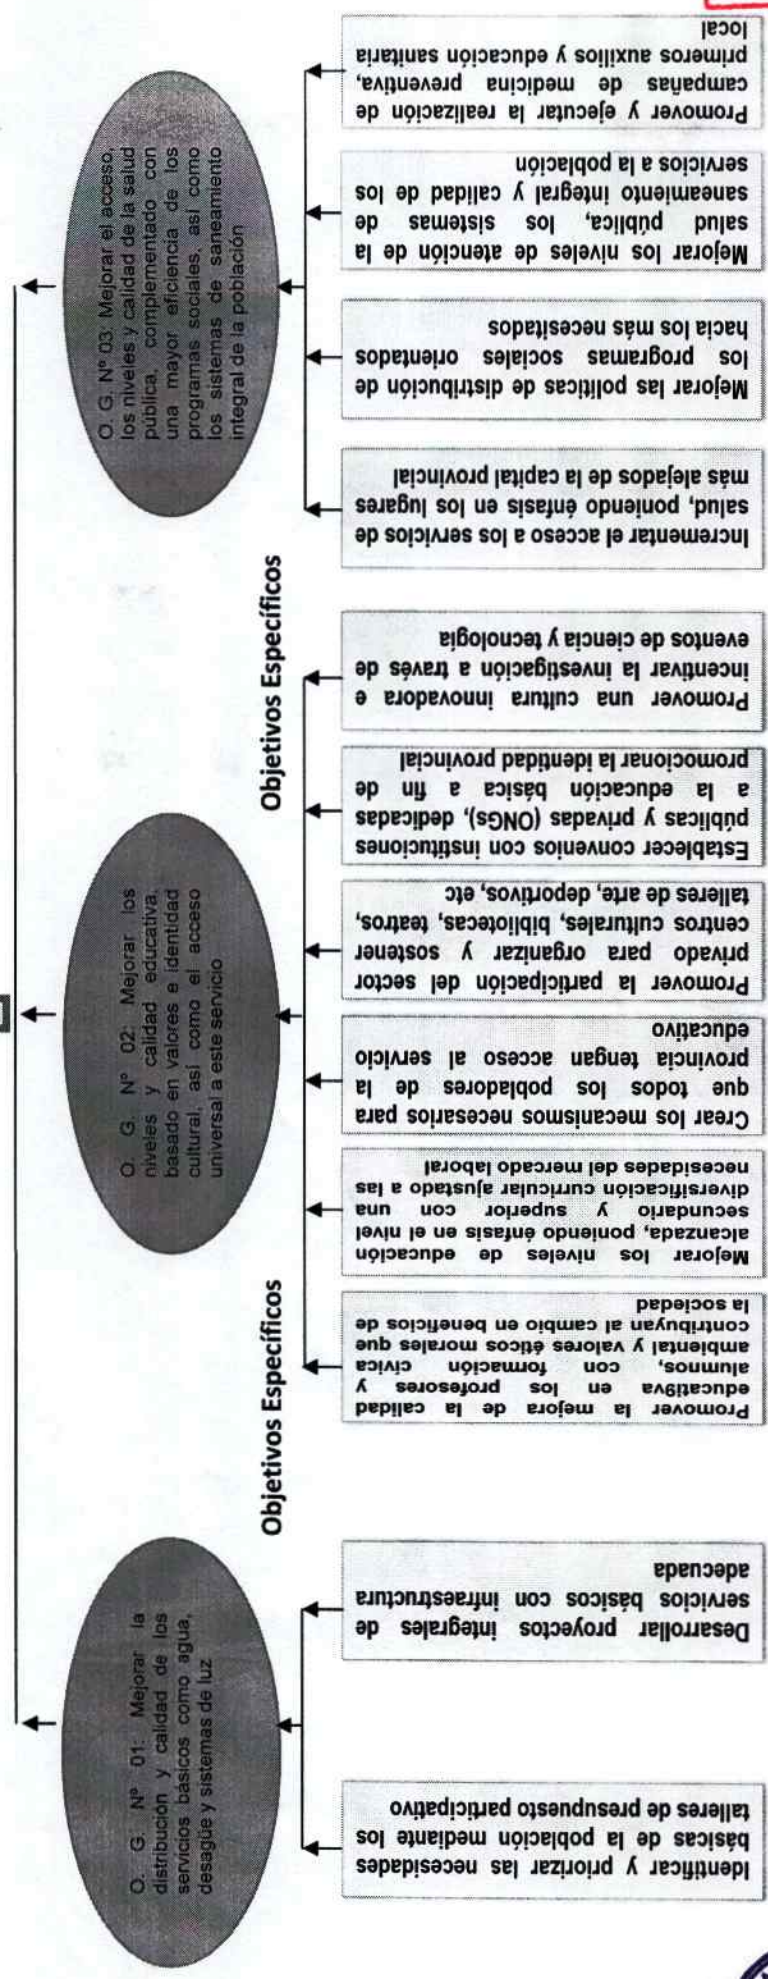 O. G. Nº 01: Mejorar la
distribución y calidad de los
servicios básicos como agua,
desagüe y sistemas de luz
O. G. Nº 02: Mejorar los
niveles y calidad educativa,
basado en valores e identidad
cultural, así como el acceso
universal a este servicio
O. G. Nº 03: Mejorar el acceso,
los niveles y calidad de la salud
pública, complementado con
una mayor eficiencia de los
programas sociales, así como
los sistemas de saneamiento
integral de la población
Objetivos Específicos
Objetivos Específicos
Identificar y priorizar las necesidades
básicas de la población mediante los
talleres de presupuesto participativo
Desarrollar proyectos integrales de
servicios básicos con infraestructura
adecuada
Promover la mejora de la calidad
educati9va en los profesores y
alumnos, con formación cívica
ambiental y valores éticos morales que
contribuyan al cambio en beneficios de
la sociedad
Mejorar los niveles de educación
alcanzada, poniendo énfasis en el nivel
secundario y superior con una
diversificación curricular ajustado a las
necesidades del mercado laboral
Crear los mecanismos necesarios para
que todos los pobladores de la
provincia tengan acceso al servicio
educativo
Promover la participación del sector
privado para organizar y sostener
centros culturales, bibliotecas, teatros,
talleres de arte, deportivos, etc
Establecer convenios con instituciones
públicas y privadas (ONGs), dedicadas
a la educación básica a fin de
promocionar la identidad provincial
Promover una cultura innovadora e
incentivar la investigación a través de
eventos de ciencia y tecnología
Incrementar el acceso a los servicios de
salud, poniendo énfasis en los lugares
más alejados de la capital provincial
Mejorar las políticas de distribución de
los programas sociales orientados
hacia los más necesitados
Mejorar los niveles de atención de la
salud pública, los sistemas de
saneamiento integral y calidad de los
servicios a la población
Promover y ejecutar la realización de
campañas de medicina preventiva,
primeros auxilios y educación sanitaria
local